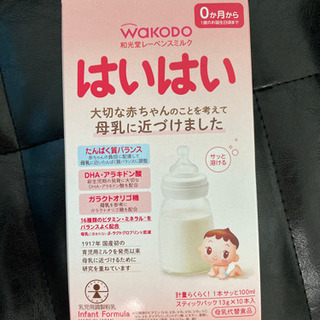 WAKODO
和光堂レーベンスミルク
0か月から
はいはい
大切な赤ちゃんのことを考えて
母乳に近づけました
たんぱく質バランス
サッと溶ける
DHA・アラキドン酸
ガラクトオリゴ糖
16種類のビタミン・ミネラル
バランスよく配合
1917年 国産初の
育児用ミルクを発売以来
母乳に近づけるために
研究を重ねています
計量らくらく！1本サッと100ml
スティックパック13g×10本入
母乳代替食品
乳児用調製粉乳
Infant Formula